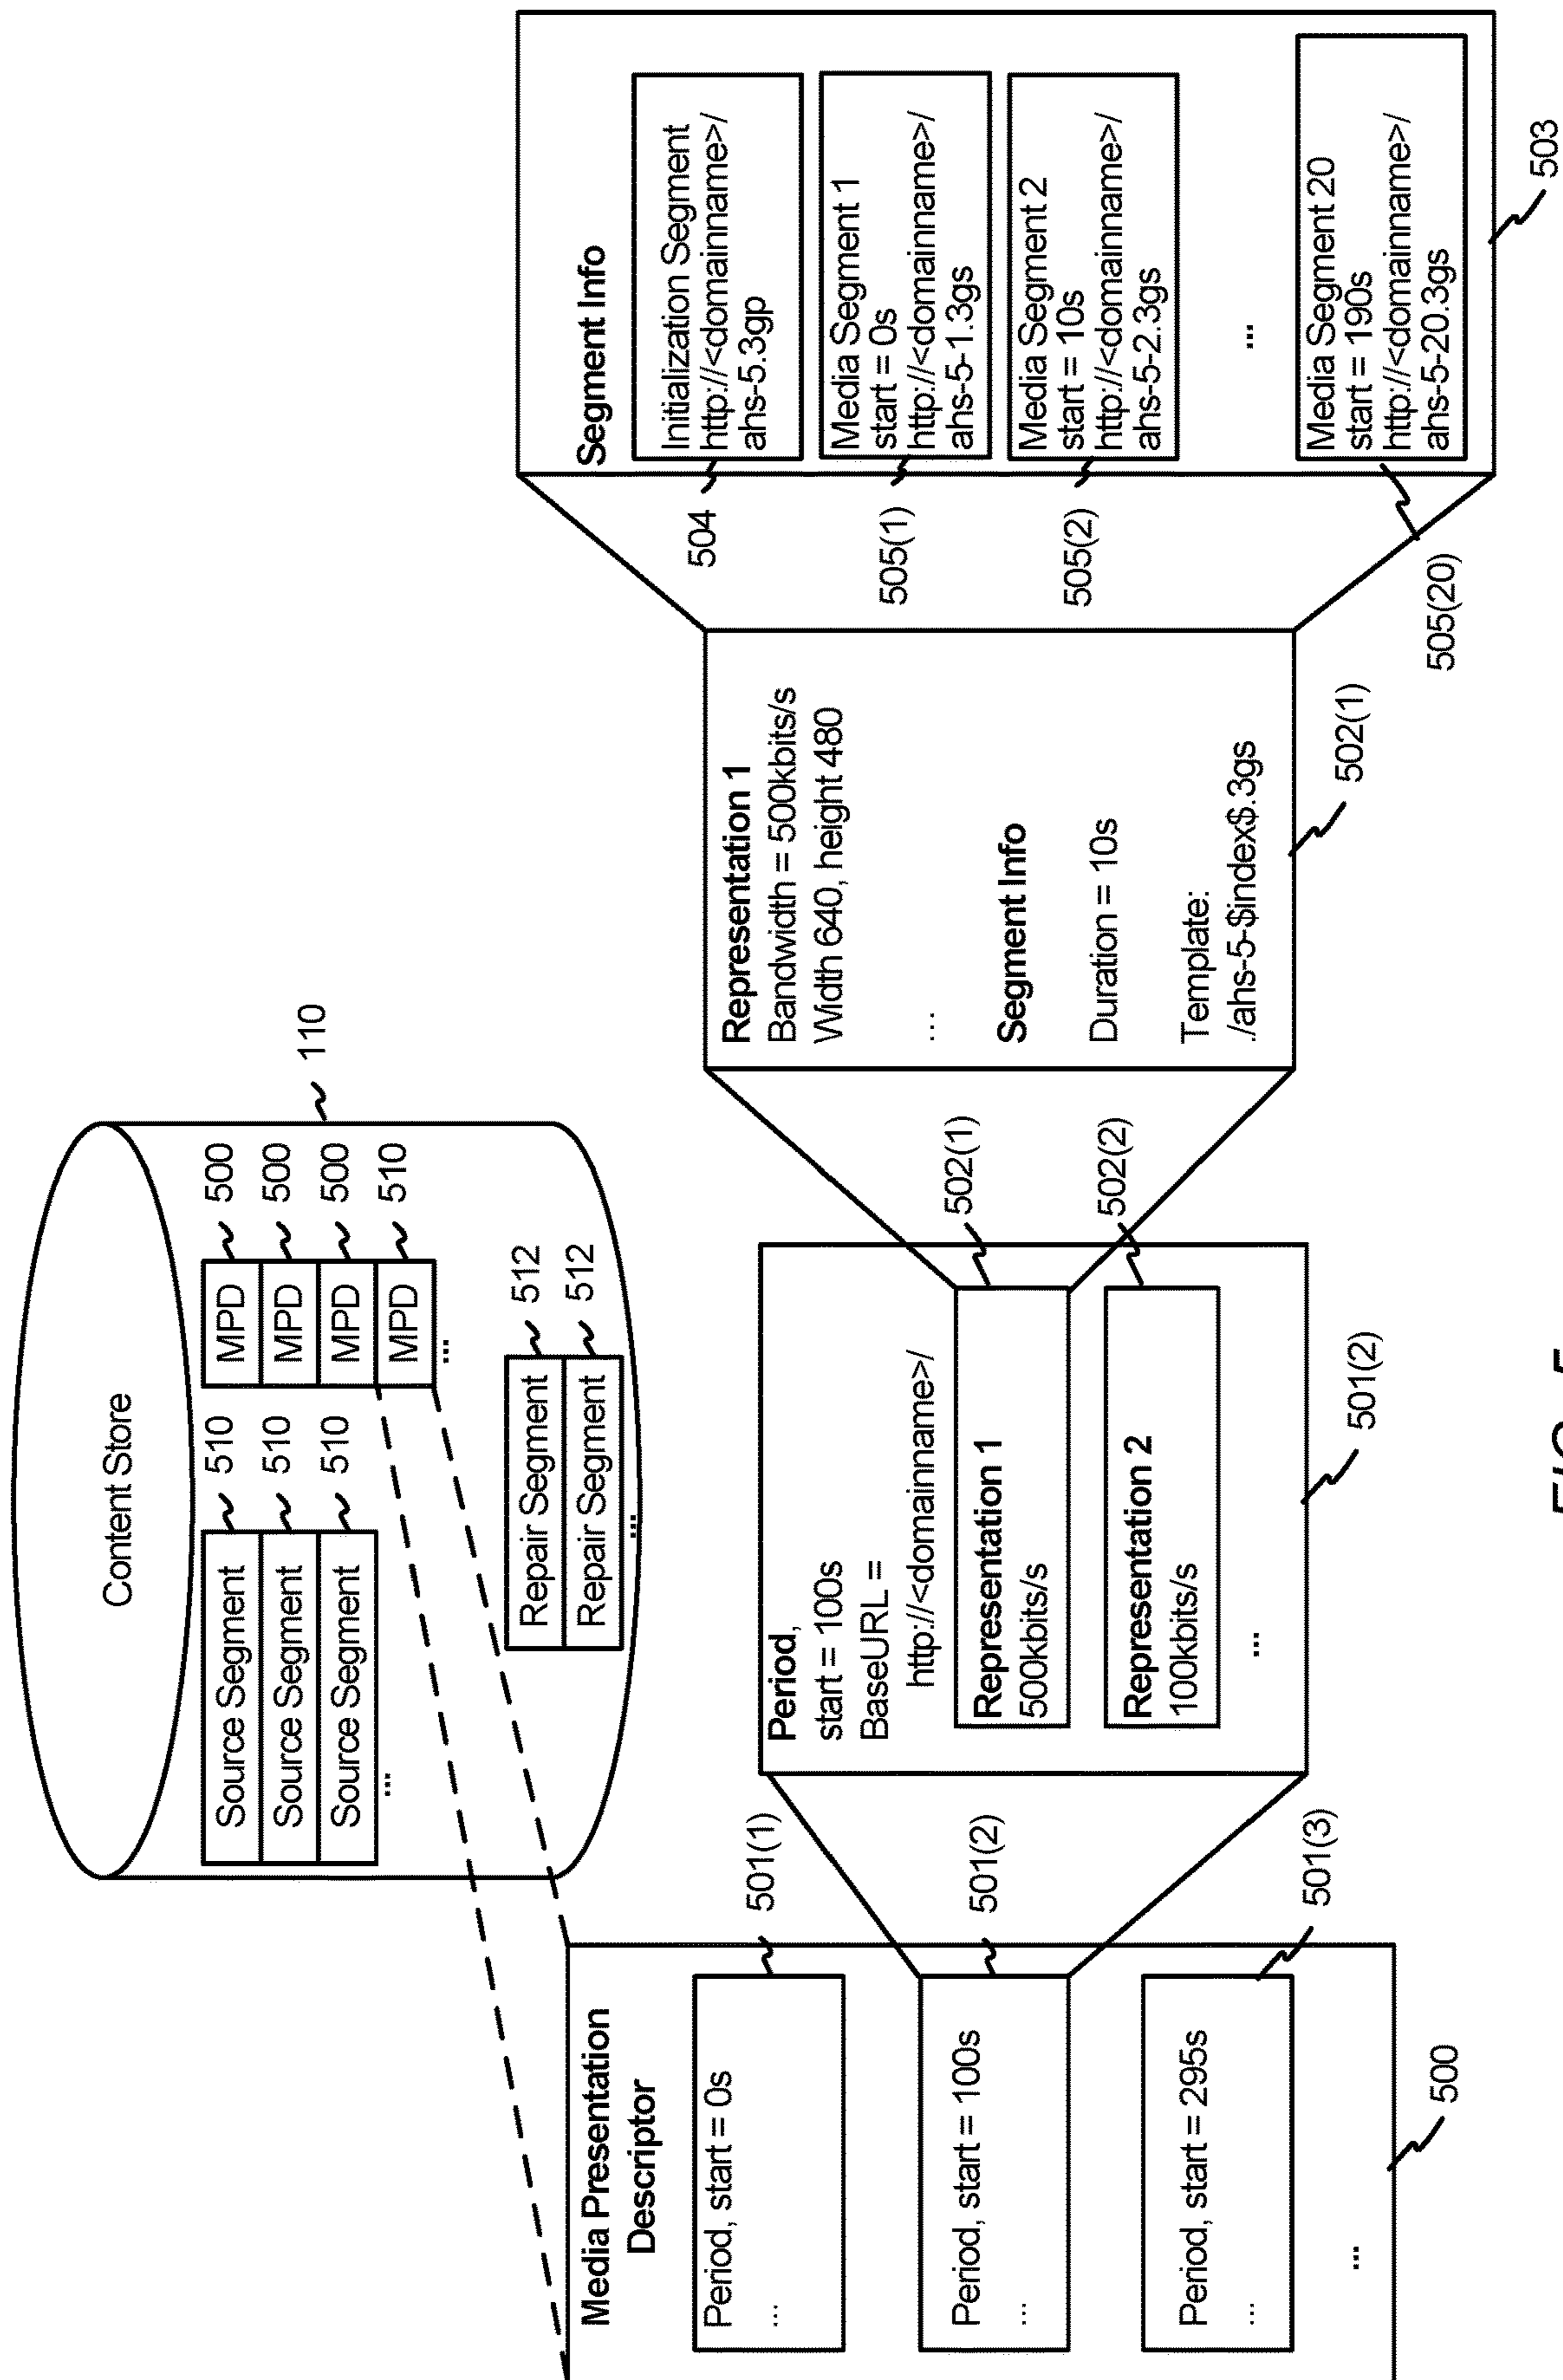 Content Store
110
Source Segment
510
Source Segment
510
Source Segment
510
...
MPD
500
MPD
500
MPD
500
MPD
510
...
Repair Segment
512
Repair Segment
512
...
Media Presentation
Descriptor
Period, start = 0s
...
501(1)
Period, start = 100s
...
501(2)
Period, start = 295s
...
501(3)
...
500
Period,
start = 100s
BaseURL =
http://<domainname>/
Representation 1
500kbits/s
502(1)
Representation 2
100kbits/s
502(2)
...
501(2)
Representation 1
Bandwidth = 500kbits/s
Width 640, height 480
...
Segment Info
Duration = 10s
Template:
./ahs-5-$index$.3gs
502(1)
Segment Info
Initialization Segment
http://<domainname>/
ahs-5.3gp
504
Media Segment 1
start = 0s
http://<domainname>/
ahs-5-1.3gs
505(1)
Media Segment 2
start = 10s
http://<domainname>/
ahs-5-2.3gs
505(2)
...
Media Segment 20
start = 190s
http://<domainname>/
ahs-5-20.3gs
505(20)
503